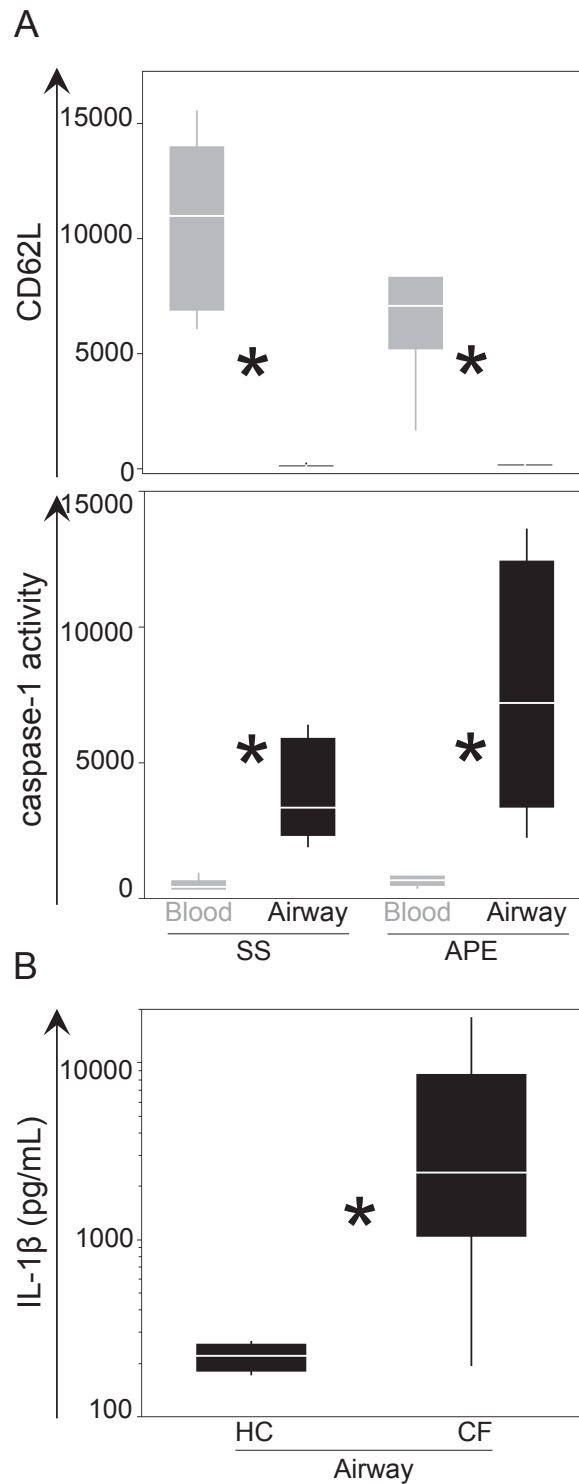 A
CD62L
15000
10000
5000
0
*
*
caspase-1 activity
15000
10000
5000
0
*
*
Blood Airway Blood Airway
SS APE
B
IL-1β (pg/mL)
10000
1000
100
*
HC CF
Airway